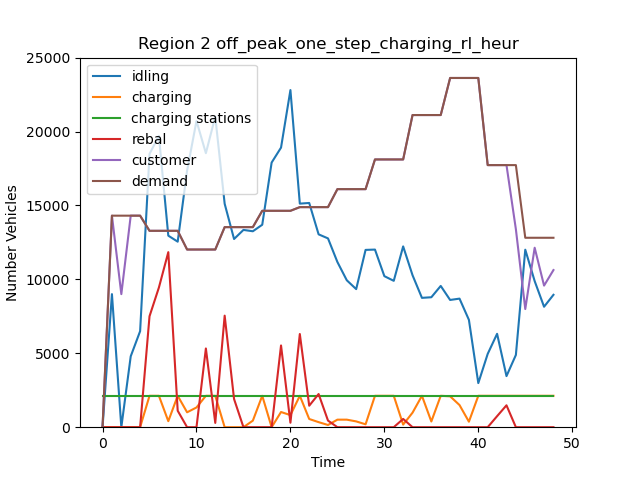 Region 2 off_peak_one_step_charging_rl_heur
idling
charging
charging stations
rebal
customer
demand
25000
20000
15000
10000
5000
0
Number Vehicles
0 10 20 30 40 50
Time